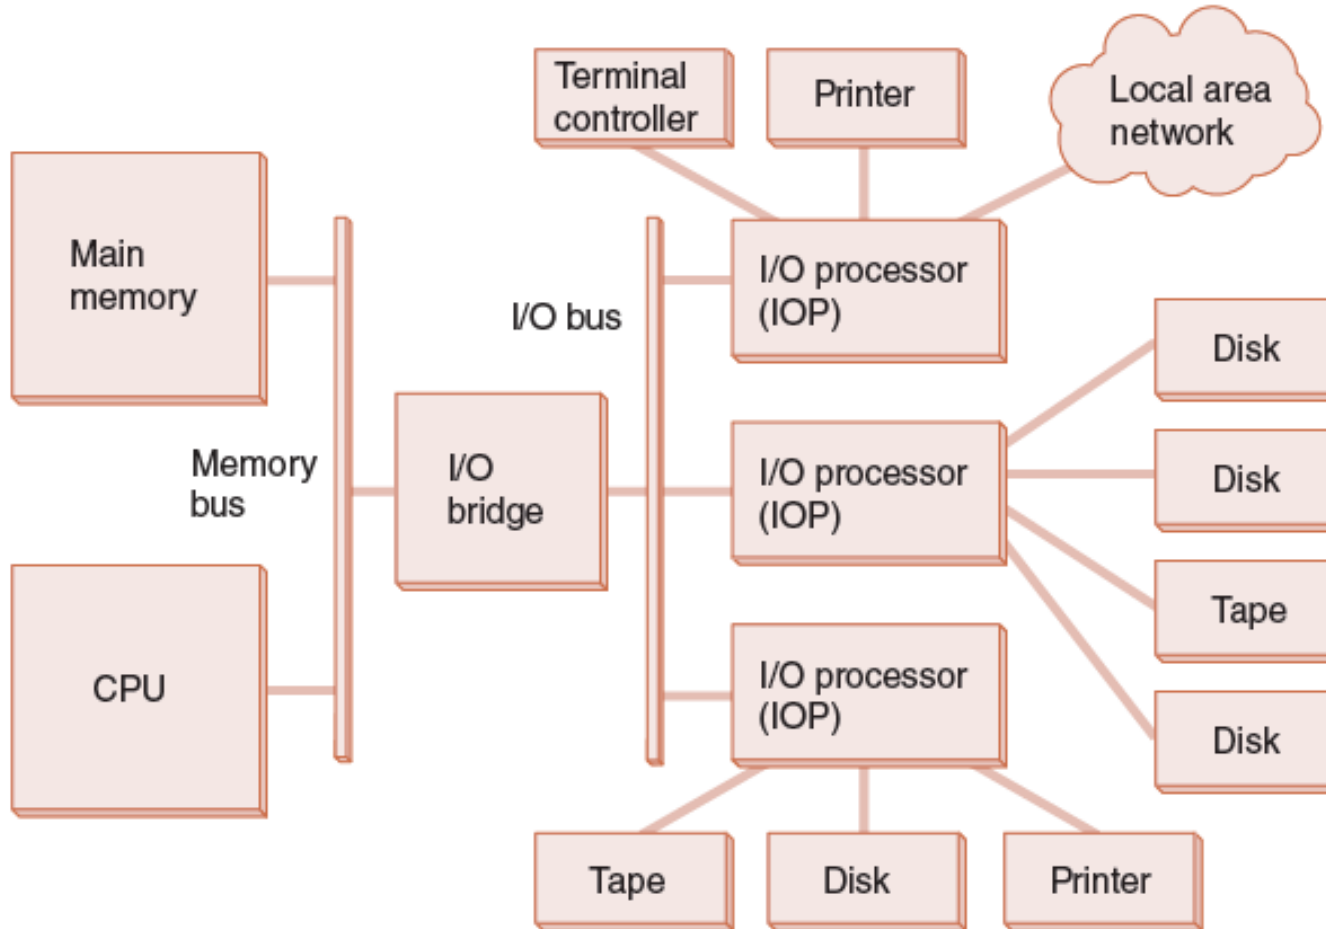 Terminal
controller
Printer
Local area
network
Main
memory
I/O bus
I/O processor
(IOP)
Disk
Memory
bus
I/O
bridge
I/O processor
(IOP)
Disk
Tape
CPU
I/O processor
(IOP)
Disk
Tape
Disk
Printer